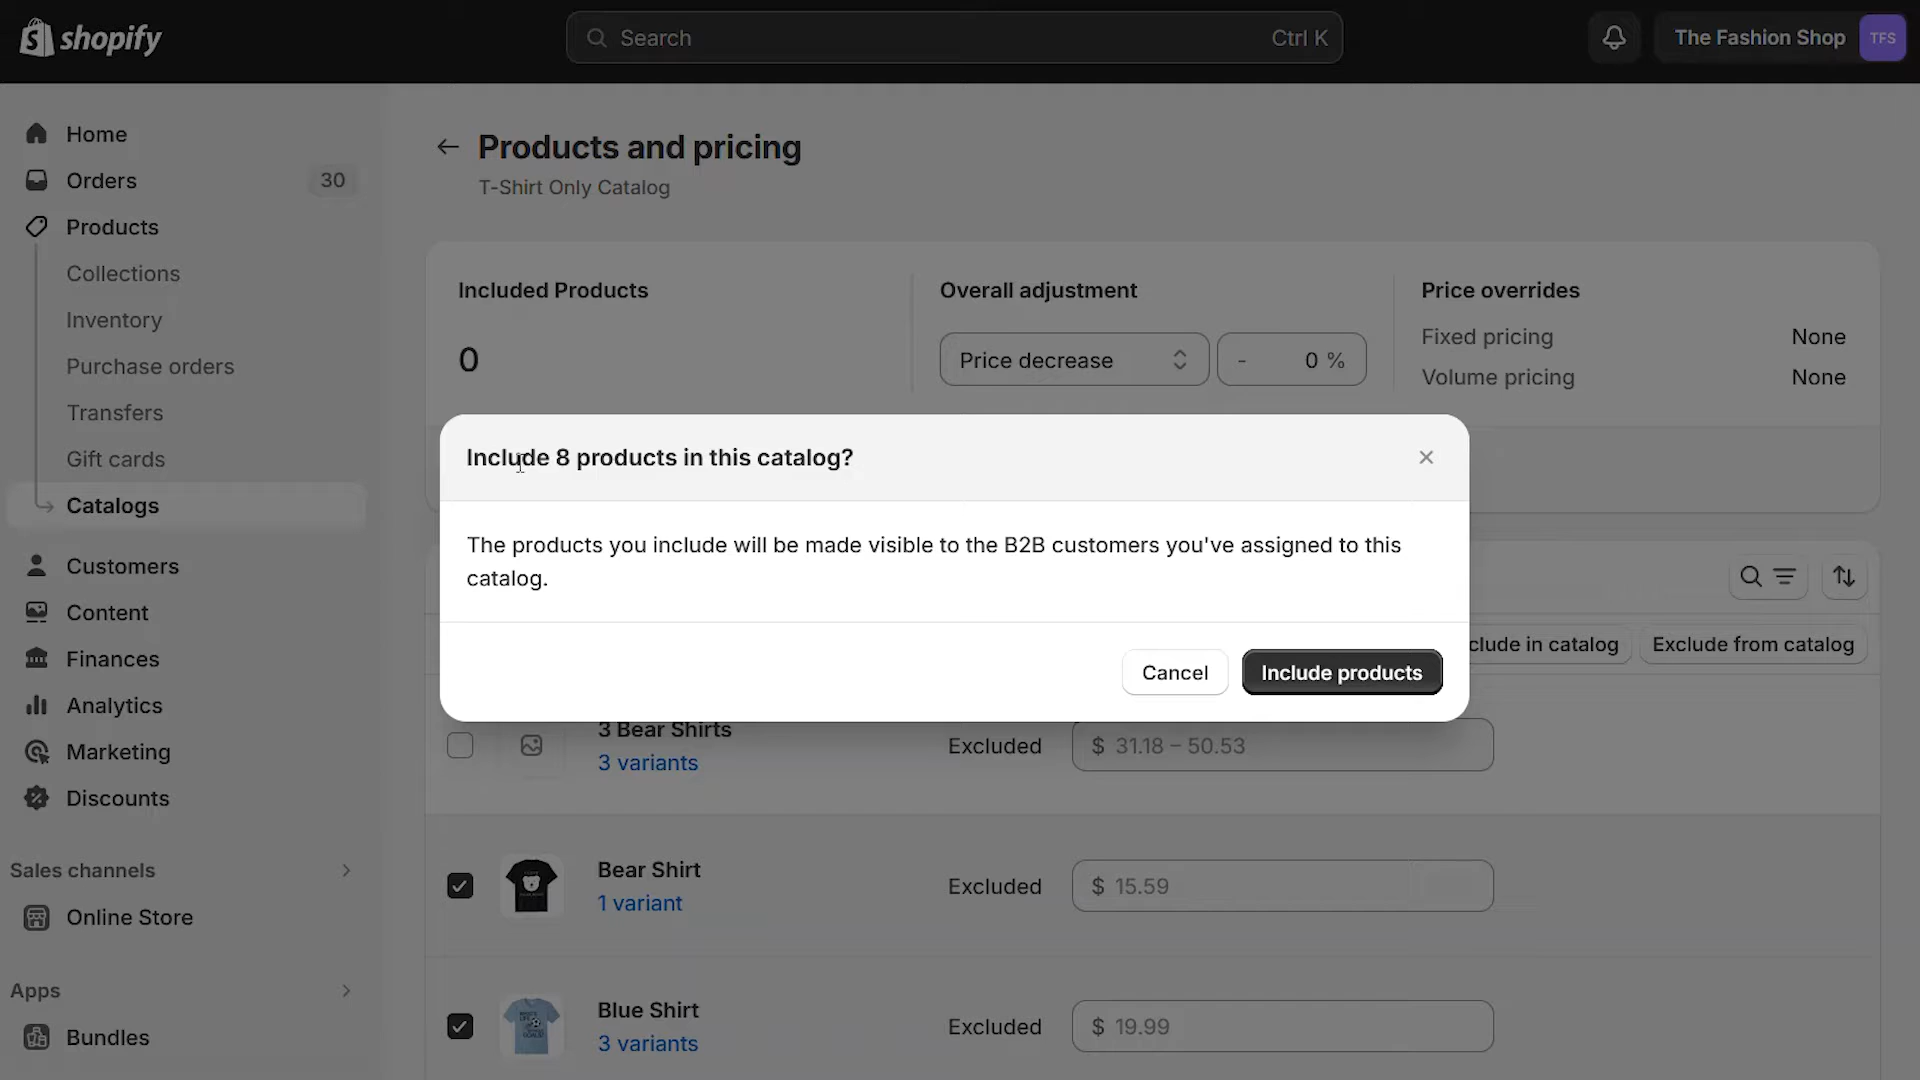 shopify
Search
Ctrl K
The Fashion Shop
TFS
Home
Orders
30
Products
Collections
Inventory
Purchase orders
Transfers
Gift cards
Catalogs
Customers
Content
Finances
Analytics
Marketing
Discounts
Sales channels
Online Store
Apps
Bundles
Products and pricing
T-Shirt Only Catalog
Included Products
0
Overall adjustment
Price decrease
- 0 %
Price overrides
Fixed pricing None
Volume pricing None
Include 8 products in this catalog?
The products you include will be made visible to the B2B customers you've assigned to this
catalog.
Cancel
Include products
clude in catalog
Exclude from catalog
3 Bear Shirts
3 variants
Excluded
$ 31.18 – 50.53
Bear Shirt
1 variant
Excluded
$ 15.59
Blue Shirt
3 variants
Excluded
$ 19.99